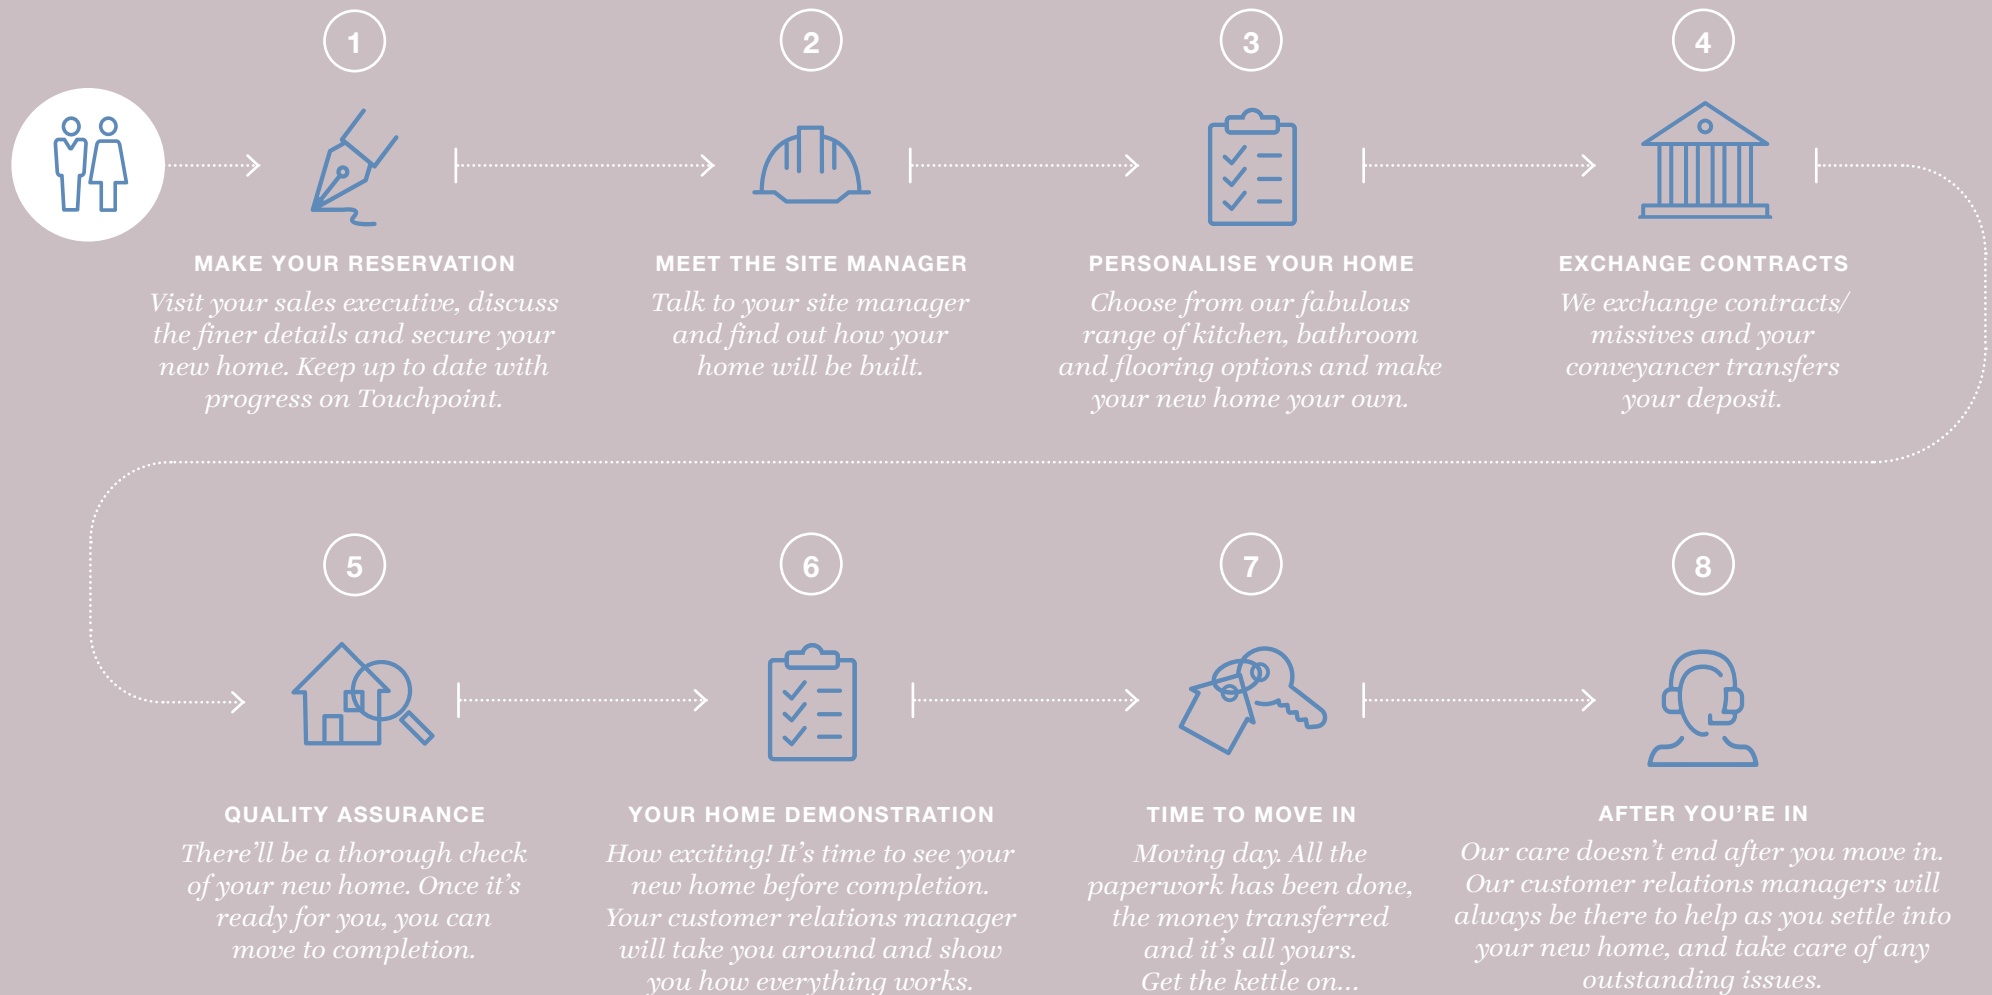 1
MAKE YOUR RESERVATION
Visit your sales executive, discuss
the finer details and secure your
new home. Keep up to date with
progress on Touchpoint.
2
MEET THE SITE MANAGER
Talk to your site manager
and find out how your
home will be built.
3
PERSONALISE YOUR HOME
Choose from our fabulous
range of kitchen, bathroom
and flooring options and make
your new home your own.
4
EXCHANGE CONTRACTS
We exchange contracts/
missives and your
conveyancer transfers
your deposit.
5
QUALITY ASSURANCE
There’ll be a thorough check
of your new home. Once it’s
ready for you, you can
move to completion.
6
YOUR HOME DEMONSTRATION
How exciting! It’s time to see your
new home before completion.
Your customer relations manager
will take you around and show
you how everything works.
7
TIME TO MOVE IN
Moving day. All the
paperwork has been done,
the money transferred
and it’s all yours.
Get the kettle on...
8
AFTER YOU’RE IN
Our care doesn’t end after you move in.
Our customer relations managers will
always be there to help as you settle into
your new home, and take care of any
outstanding issues.